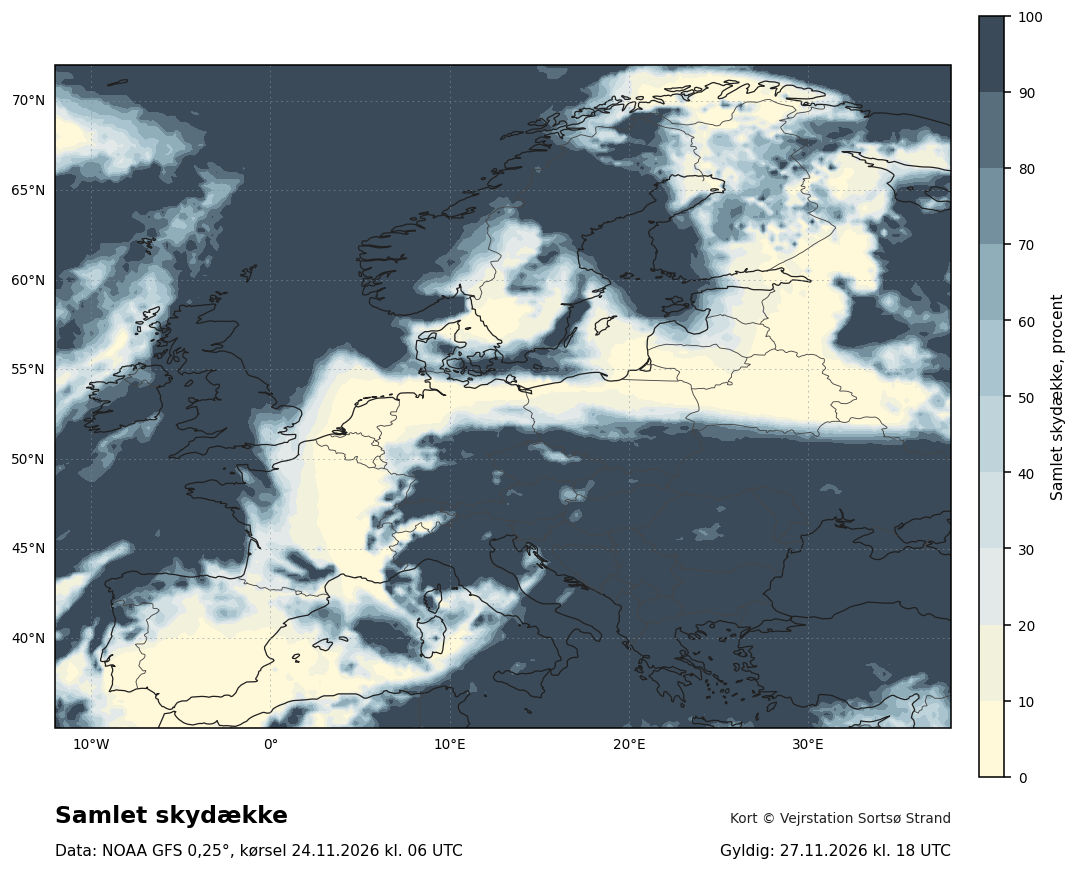 100
90
80
70
60
50
40
30
20
10
0
Samlet skydække, procent
70°N
65°N
60°N
55°N
50°N
45°N
40°N
10°W
0°
10°E
20°E
30°E
Samlet skydække
Kort © Vejrstation Sortsø Strand
Data: NOAA GFS 0,25°, kørsel 24.11.2026 kl. 06 UTC
Gyldig: 27.11.2026 kl. 18 UTC